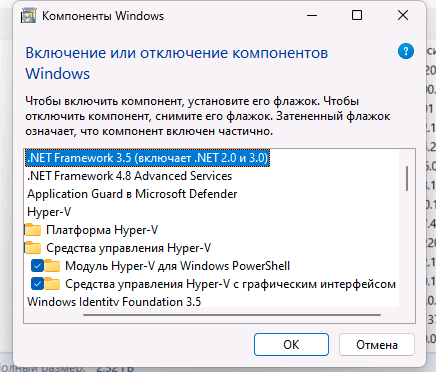 Компоненты Windows
Включение или отключение компонентов
Windows
?
Чтобы включить компонент, установите его флажок. Чтобы
отключить компонент, снимите его флажок. Затененный флажок
означает, что компонент включен частично.
.NET Framework 3.5 (включает .NET 2.0 и 3.0)
.NET Framework 4.8 Advanced Services
Application Guard в Microsoft Defender
Hyper-V
Платформа Hyper-V
Средства управления Hyper-V
Модуль Hyper-V для Windows PowerShell
Средства управления Hyper-V с графическим интерфейсом
Windows Identity Foundation 3.5
ОК
Отмена